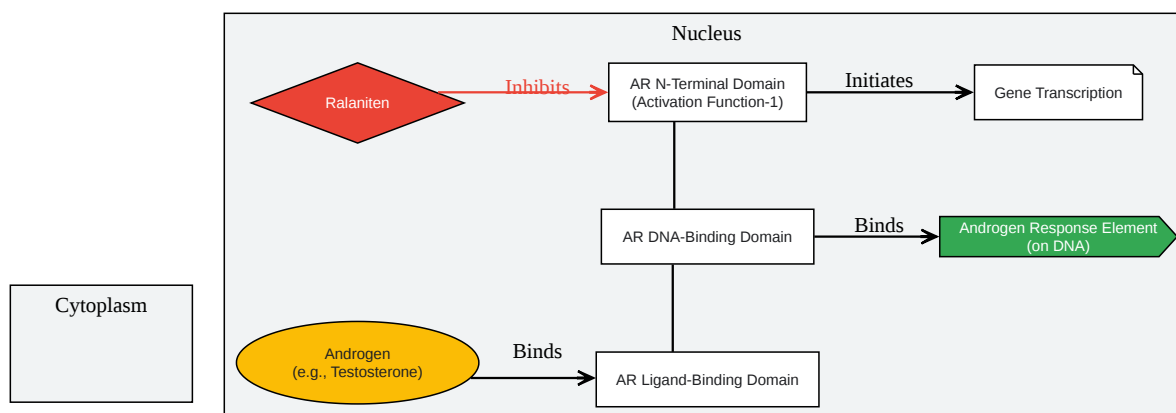 Nucleus
Ralaniten
Inhibits
AR N-Terminal Domain
(Activation Function-1)
Initiates
Gene Transcription
AR DNA-Binding Domain
Binds
Androgen Response Element
(on DNA)
Cytoplasm
Androgen
(e.g., Testosterone)
Binds
AR Ligand-Binding Domain